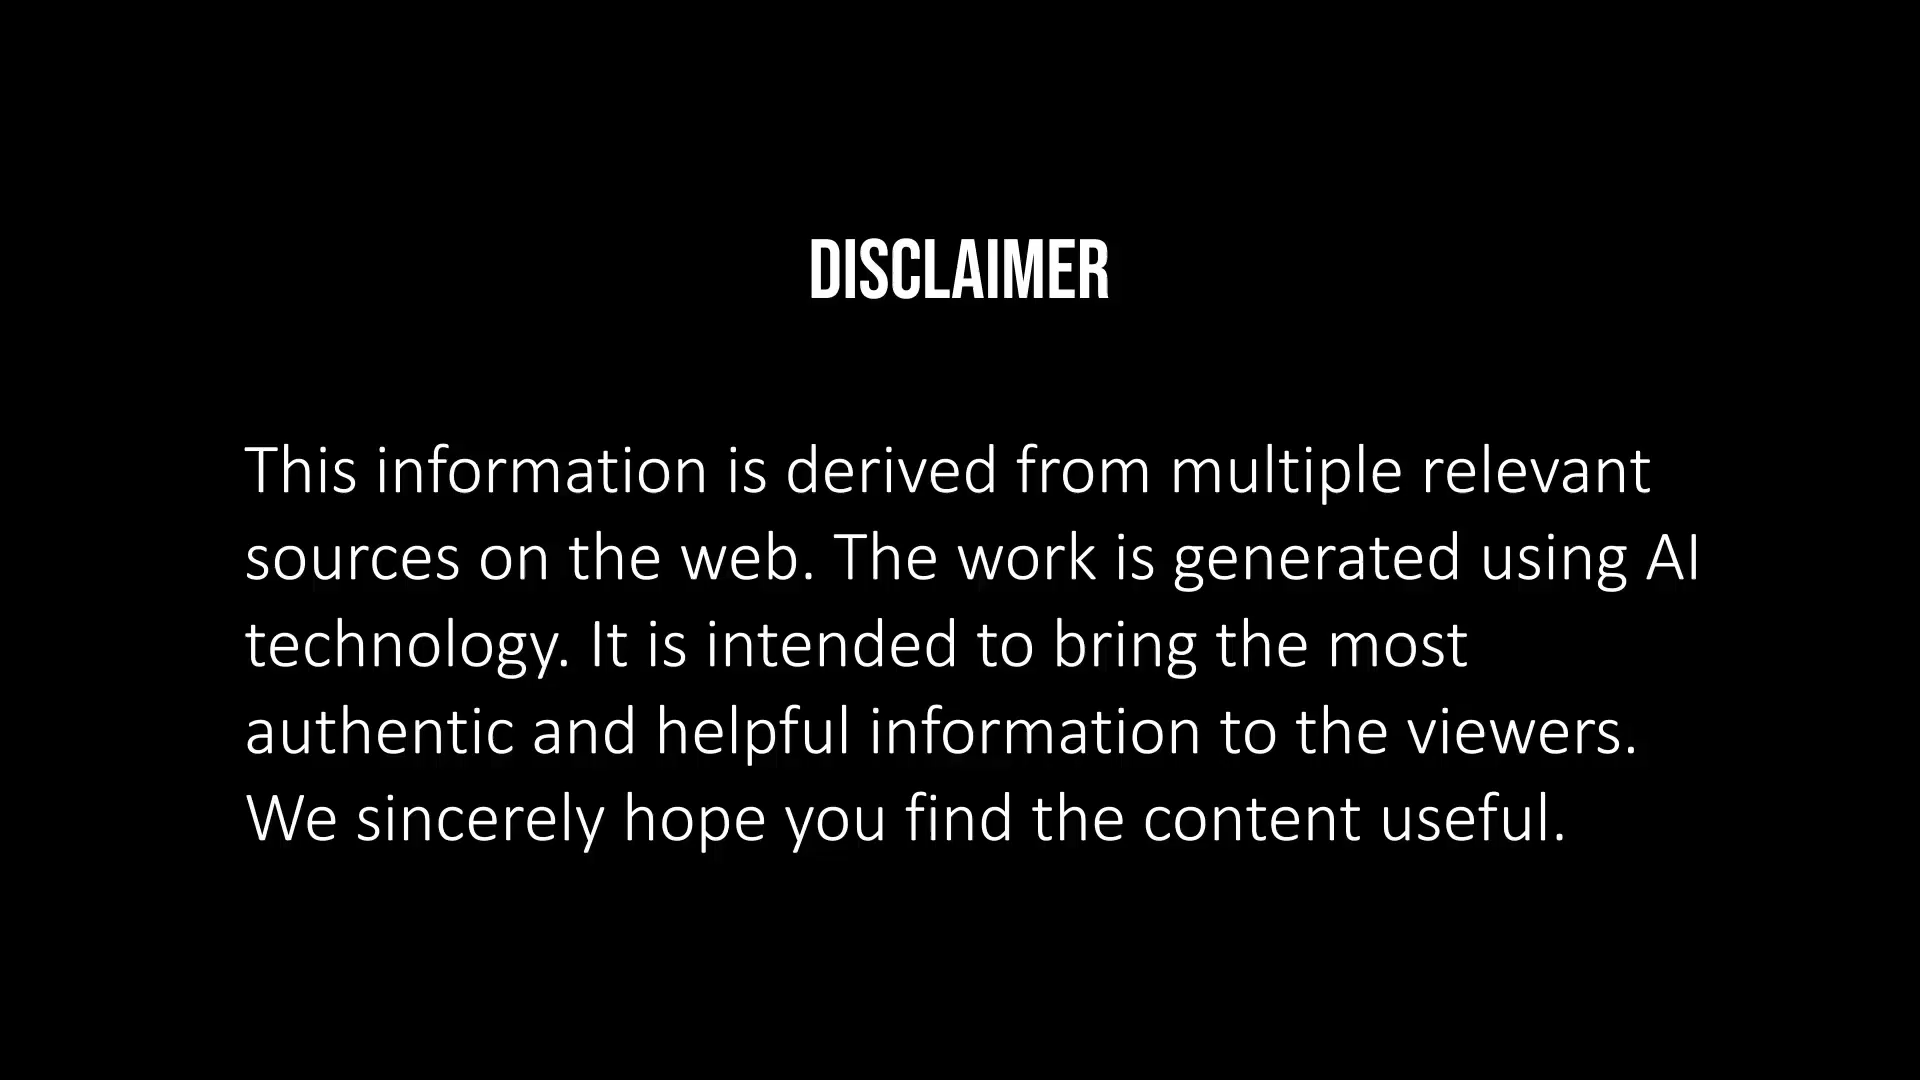 DISCLAIMER
This information is derived from multiple relevant
sources on the web. The work is generated using AI
technology. It is intended to bring the most
authentic and helpful information to the viewers.
We sincerely hope you find the content useful.